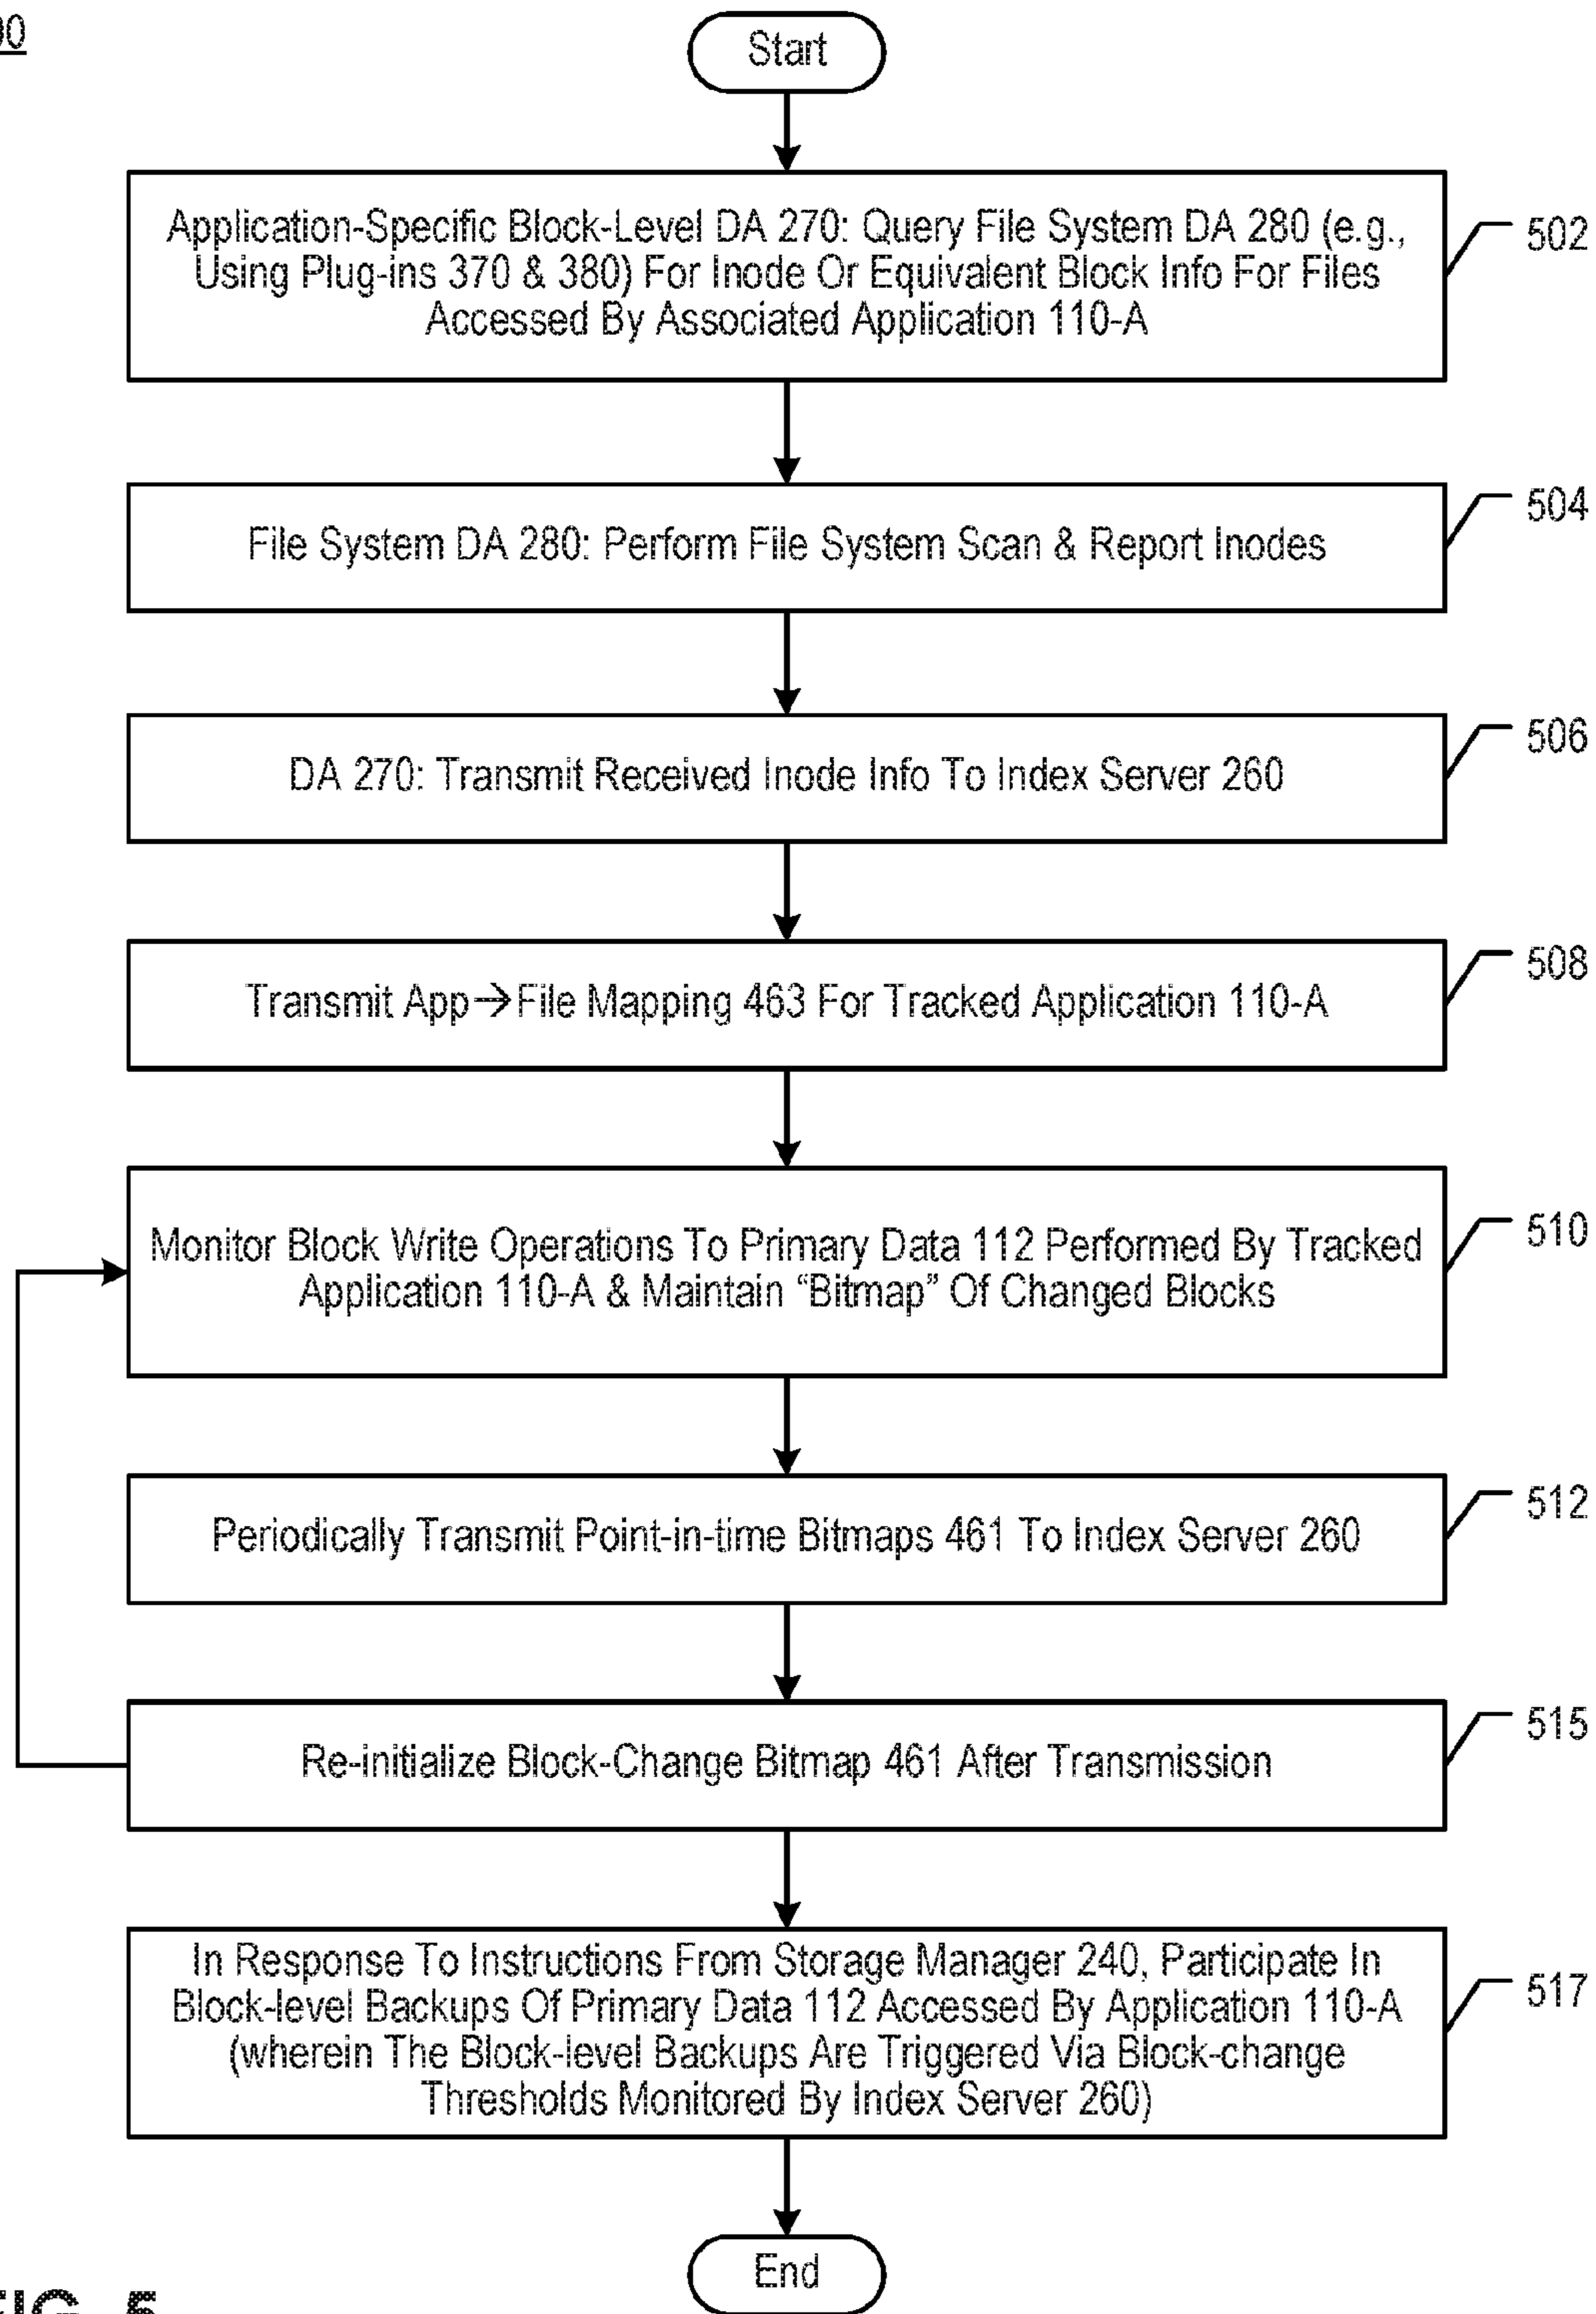 00
Start
Application-Specific Block-Level DA 270: Query File System DA 280 (e.g.,
Using Plug-ins 370 & 380) For Inode Or Equivalent Block Info For Files
Accessed By Associated Application 110-A
502
File System DA 280: Perform File System Scan & Report Inodes
504
DA 270: Transmit Received Inode Info To Index Server 260
506
Transmit App→File Mapping 463 For Tracked Application 110-A
508
Monitor Block Write Operations To Primary Data 112 Performed By Tracked
Application 110-A & Maintain “Bitmap” Of Changed Blocks
510
Periodically Transmit Point-in-time Bitmaps 461 To Index Server 260
512
Re-initialize Block-Change Bitmap 461 After Transmission
515
In Response To Instructions From Storage Manager 240, Participate In
Block-level Backups Of Primary Data 112 Accessed By Application 110-A
(wherein The Block-level Backups Are Triggered Via Block-change
Thresholds Monitored By Index Server 260)
517
End
FIG. 5